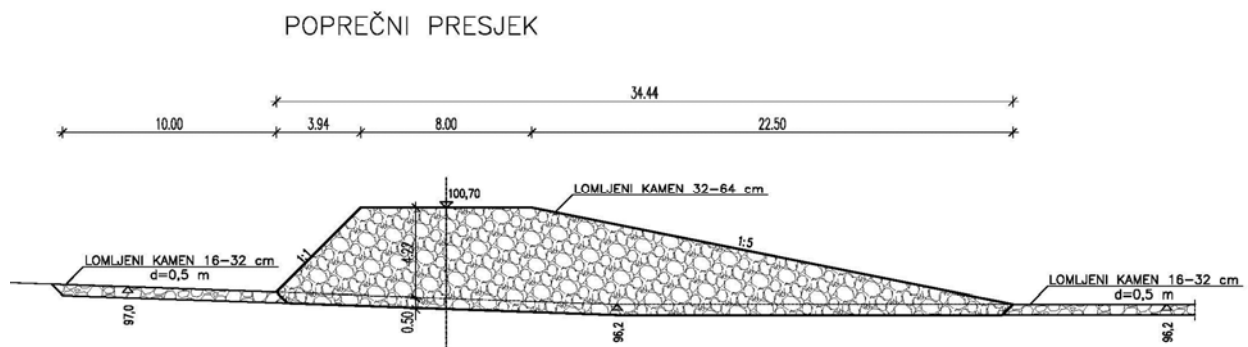 POPREČNI PRESJEK
34.44
10.00
3.94
8.00
22.50
100,70
LOMLJENI KAMEN 32–64 cm
1:1
4.22
1:5
LOMLJENI KAMEN 16–32 cm
d=0,5 m
LOMLJENI KAMEN 16–32 cm
d=0,5 m
97,0
0.50
96,2
96,2